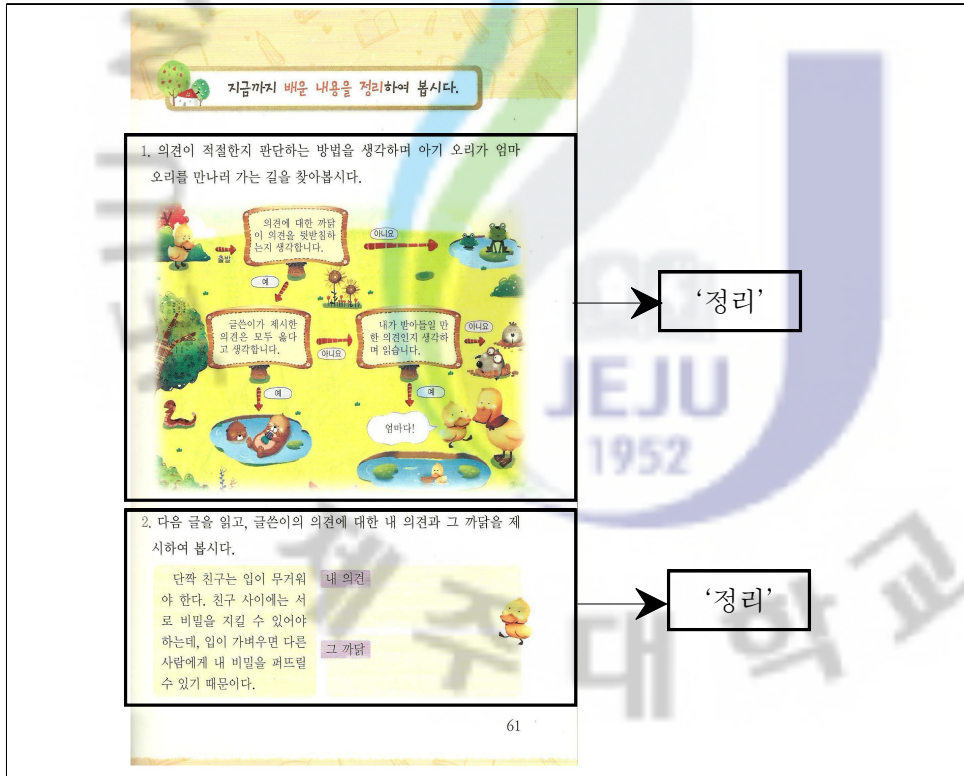 지금까지 배운 내용을 정리하여 봅시다.
1. 의견이 적절한지 판단하는 방법을 생각하며 아기 오리가 엄마
오리를 만나러 가는 길을 찾아봅시다.
의견에 대한 까닭
이 의견을 뒷받침하
는지 생각합니다.
아니요
출발
예
글쓴이가 제시한
의견은 모두 옳다
고 생각합니다.
아니요
내가 받아들일 만
한 의견인지 생각하
며 읽습니다.
아니요
예
예
엄마다!
‘정리’
2. 다음 글을 읽고, 글쓴이의 의견에 대한 내 의견과 그 까닭을 제
시하여 봅시다.
단짝 친구는 입이 무거워
야 한다. 친구 사이에는 서
로 비밀을 지킬 수 있어야
하는데, 입이 가벼우면 다른
사람에게 내 비밀을 퍼뜨릴
수 있기 때문이다.
내 의견
그 까닭
‘정리’
61
JEJU
1952
제주대학교